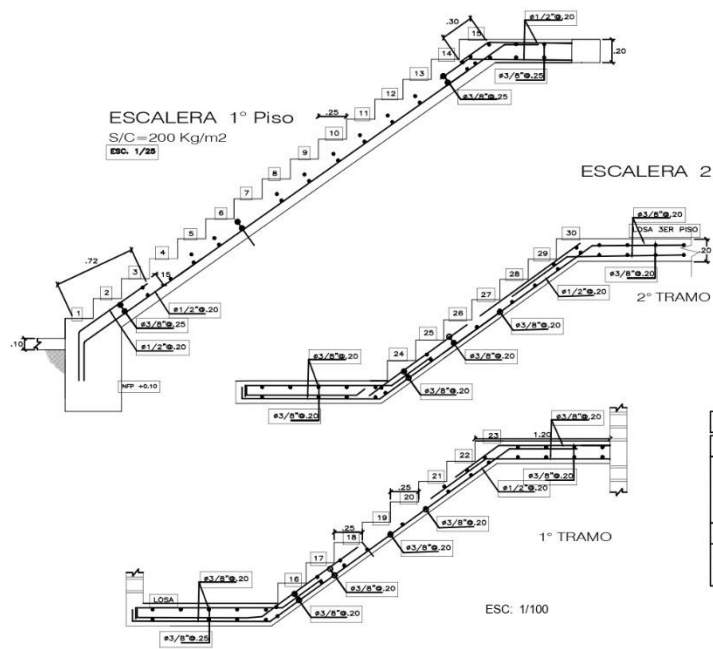 ESCALERA 1° Piso
S/C=200 Kg/m2
ESC. 1/25
.30
15
ø1/2"@.20
.20
14
ø3/8"@.25
ø3/8"@.25
13
12
.25
11
10
9
8
7
6
5
4
.72
3
.15
2
1
ø1/2"@.20
ø3/8"@.25
ø1/2"@.20
.10
NFP +0.10
ESCALERA 2
ø3/8"@.20
LOSA 3ER PISO
30
.20
29
ø3/8"@.20
28
ø1/2"@.20
2° TRAMO
27
26
ø3/8"@.20
25
ø3/8"@.20
24
ø3/8"@.20
ø3/8"@.20
ø3/8"@.20
ø3/8"@.20
23
1.20
22
ø3/8"@.20
21
ø1/2"@.20
.25
20
ø3/8"@.20
19
.25
18
ø3/8"@.20
1° TRAMO
17
ø3/8"@.20
16
ø3/8"@.20
LOSA
ø3/8"@.20
ø3/8"@.25
ESC: 1/100